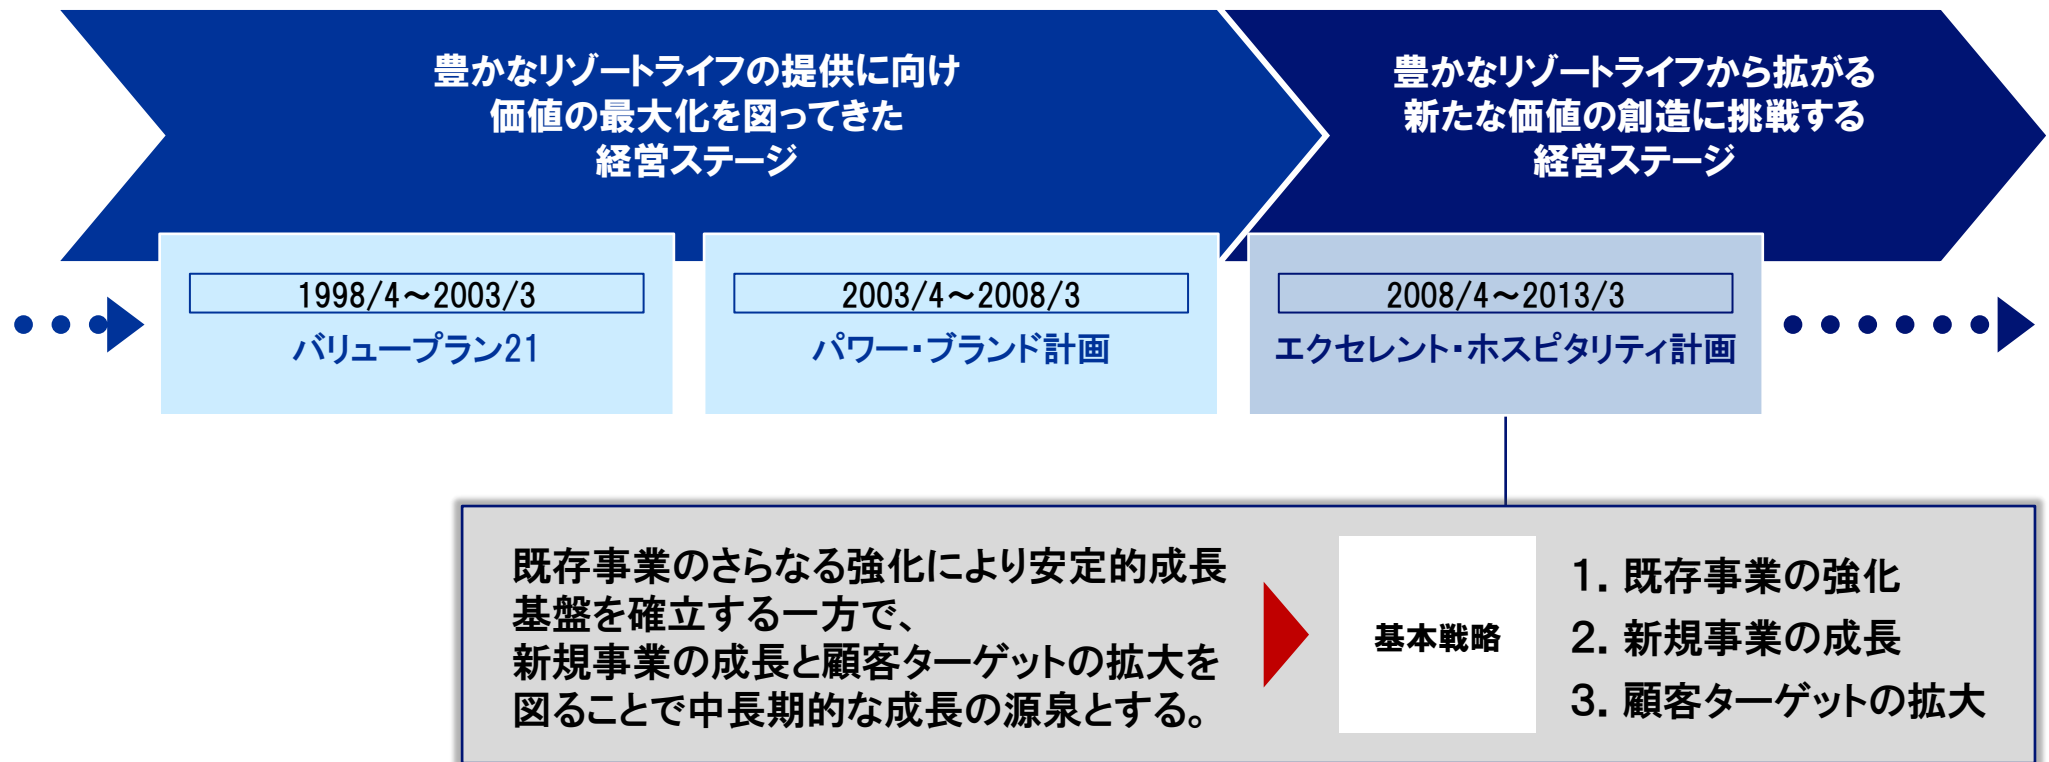 豊かなリゾートライフの提供に向け
価値の最大化を図ってきた
経営ステージ
豊かなリゾートライフから拡がる
新たな価値の創造に挑戦する
経営ステージ
1998/4～2003/3
バリュープラン21
2003/4～2008/3
パワー・ブランド計画
2008/4～2013/3
エクセレント・ホスピタリティ計画
既存事業のさらなる強化により安定的成長
基盤を確立する一方で、
新規事業の成長と顧客ターゲットの拡大を
図ることで中長期的な成長の源泉とする。
基本戦略
1．既存事業の強化
2．新規事業の成長
3．顧客ターゲットの拡大